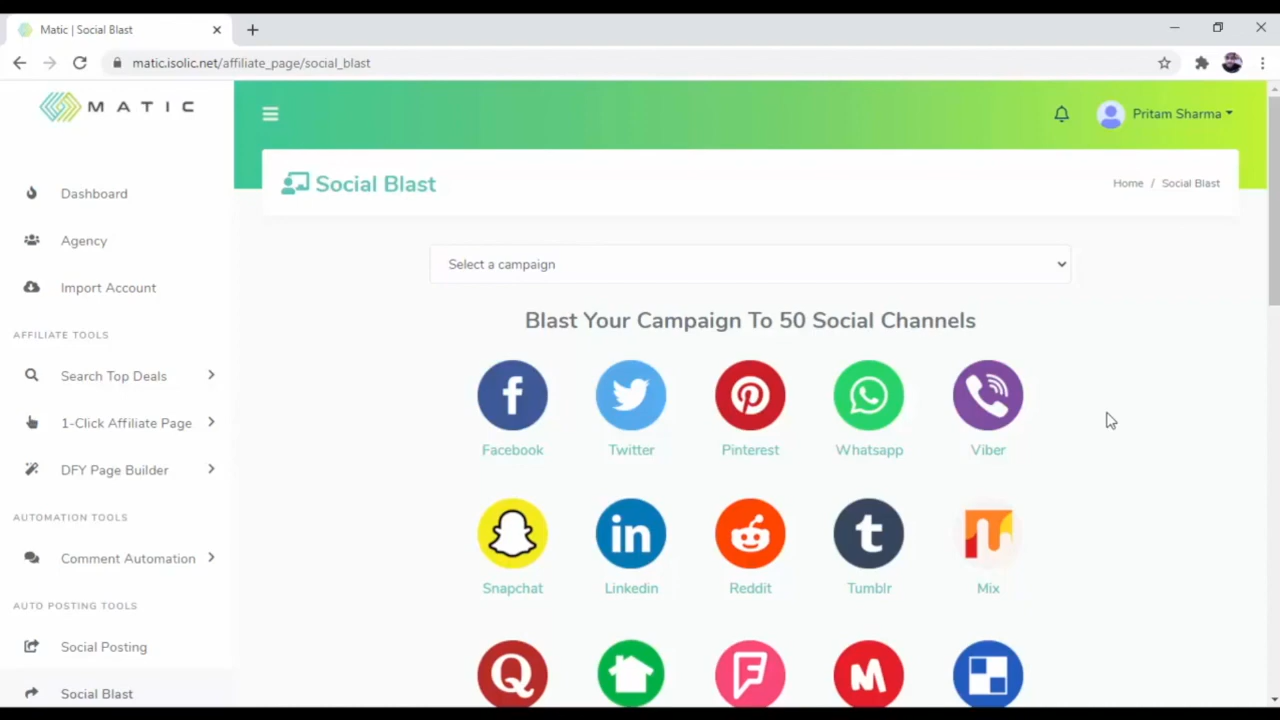 Matic | Social Blast
matic.isolic.net/affiliate_page/social_blast
MATIC
Pritam Sharma
Social Blast
Home / Social Blast
Dashboard
Agency
Import Account
AFFILIATE TOOLS
Search Top Deals
1-Click Affiliate Page
DFY Page Builder
AUTOMATION TOOLS
Comment Automation
AUTO POSTING TOOLS
Social Posting
Social Blast
Select a campaign
Blast Your Campaign To 50 Social Channels
Facebook Twitter Pinterest Whatsapp Viber
Snapchat Linkedin Reddit Tumblr Mix